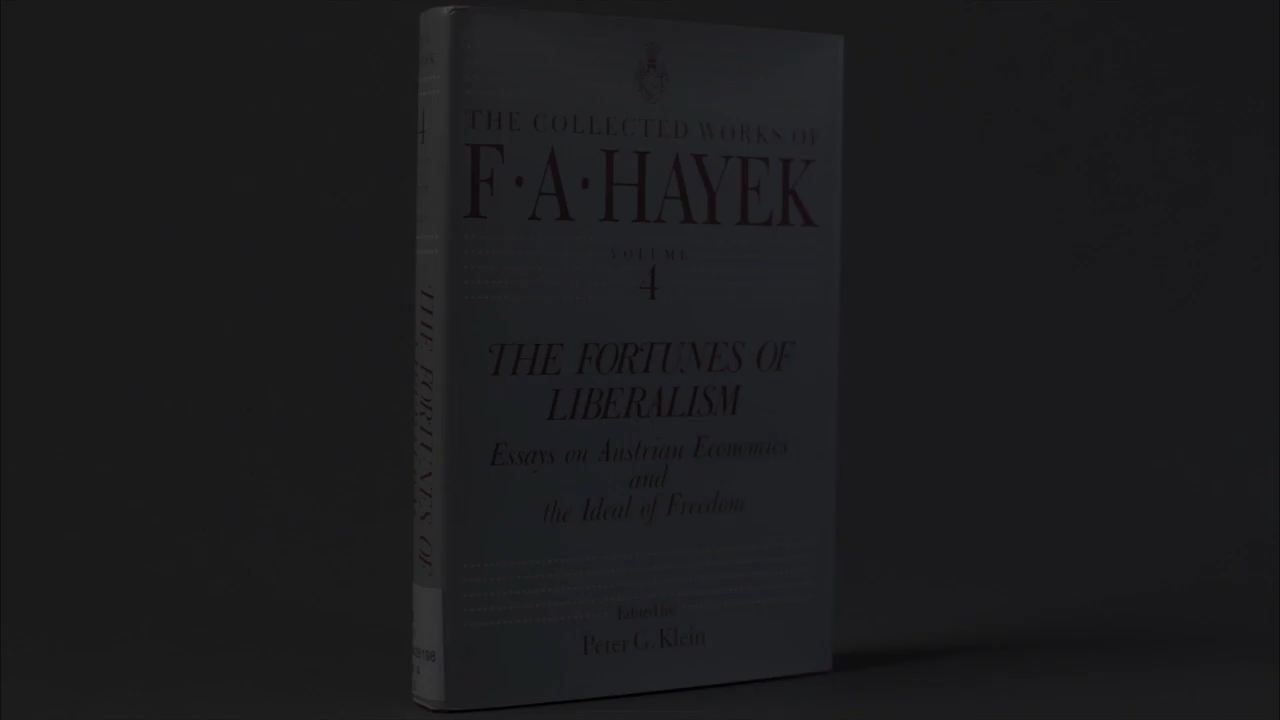 THE COLLECTED WORKS OF
F·A·HAYEK
VOLUME
4
THE FORTUNES OF
LIBERALISM
Essays on Austrian Economics
and
the Ideal of Freedom
Edited by
Peter G. Klein
4
THE FORTUNES OF